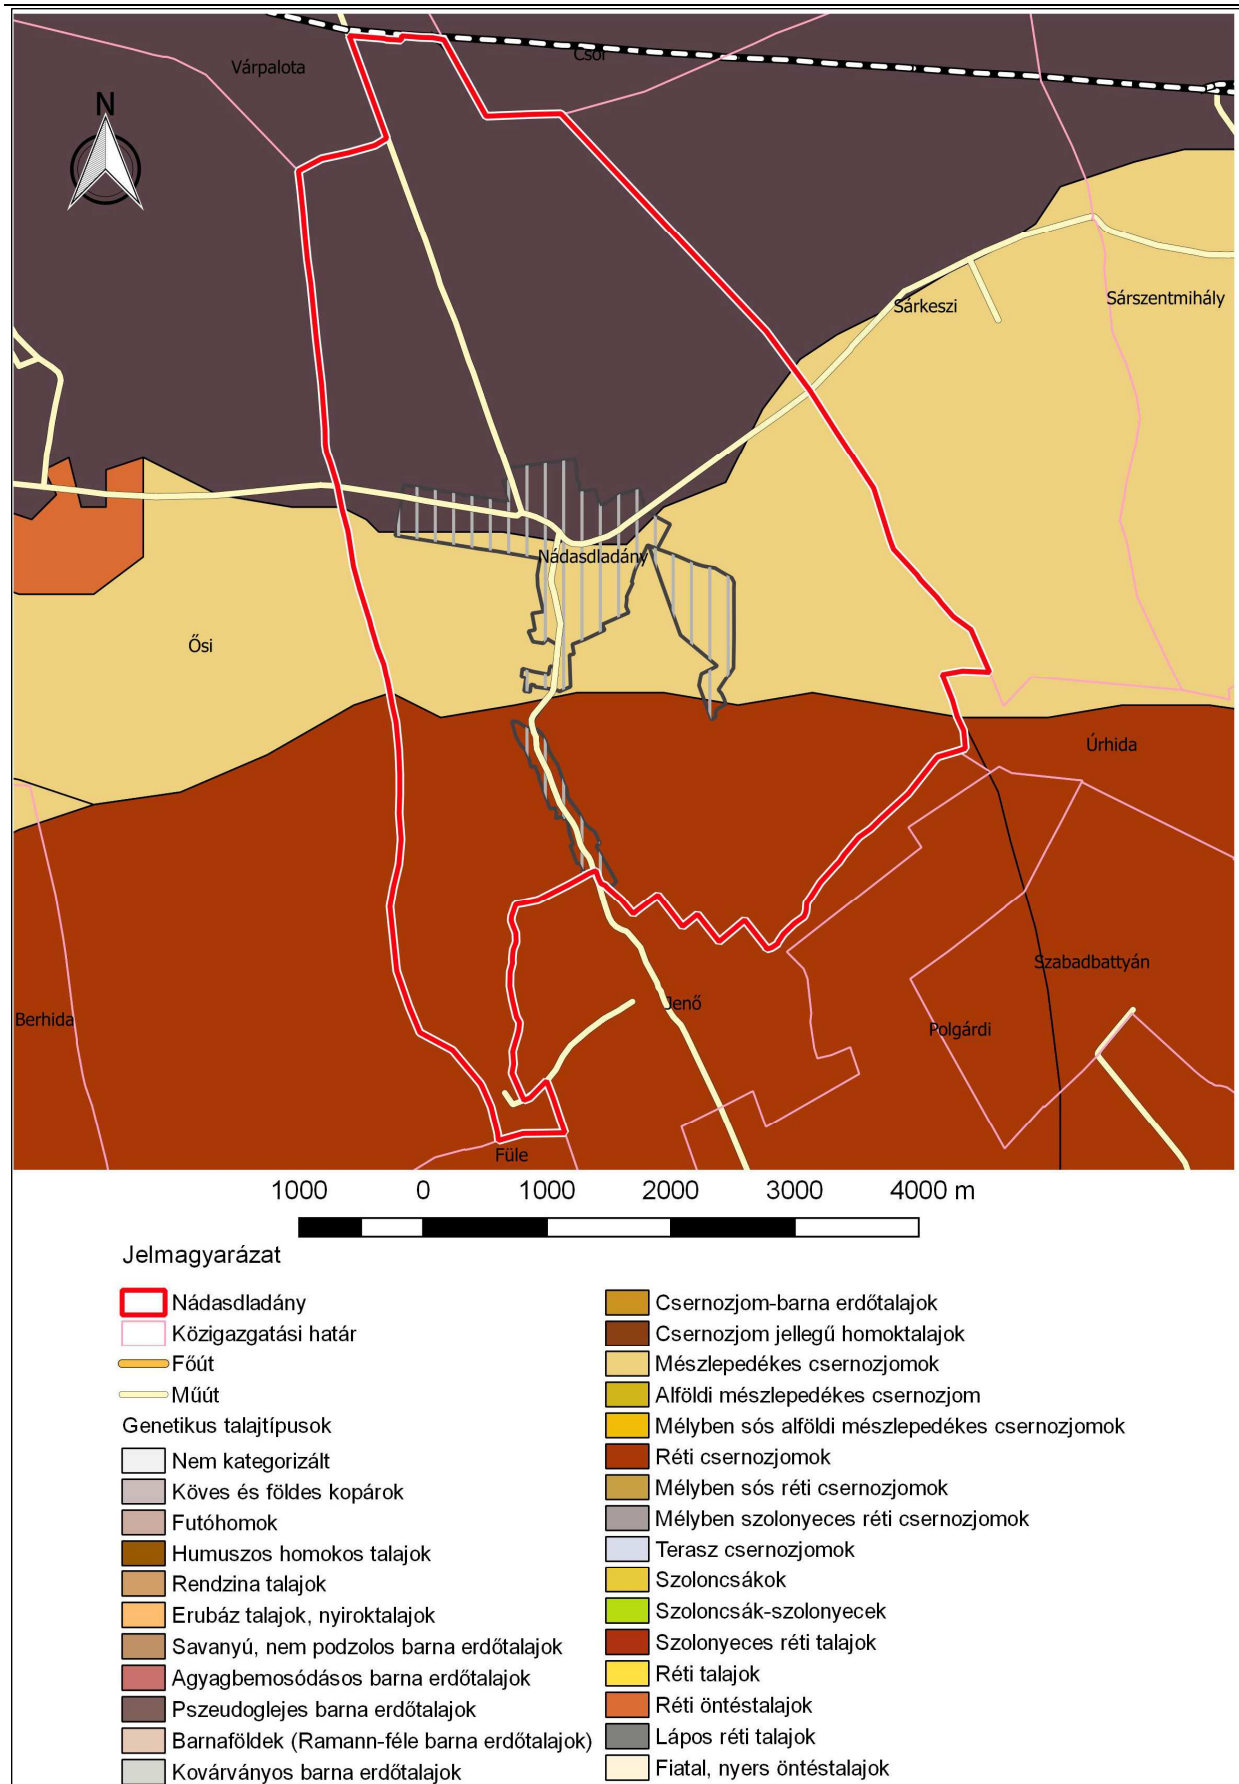 Várpalota
Csór
N
Sárkeszi
Sárszentmihály
Nádasdladány
Ősi
Úrhida
Szabadbattyán
Jenő
Berhida
Polgárdi
Füle
1000 0 1000 2000 3000 4000 m
Jelmagyarázat
Nádasdladány
Közigazgatási határ
Főút
Műút
Genetikus talajtípusok
Nem kategorizált
Köves és földes kopárok
Futóhomok
Humuszos homokos talajok
Rendzina talajok
Erubáz talajok, nyiroktalajok
Savanyú, nem podzolos barna erdőtalajok
Agyagbemosódásos barna erdőtalajok
Pszeudoglejes barna erdőtalajok
Barnaföldek (Ramann-féle barna erdőtalajok)
Kovárványos barna erdőtalajok
Csernozjom-barna erdőtalajok
Csernozjom jellegű homoktalajok
Mészlepedékes csernozjomok
Alföldi mészlepedékes csernozjom
Mélyben sós alföldi mészlepedékes csernozjomok
Réti csernozjomok
Mélyben sós réti csernozjomok
Mélyben szolonyeces réti csernozjomok
Terasz csernozjomok
Szoloncsákok
Szoloncsák-szolonyecek
Szolonyeces réti talajok
Réti talajok
Réti öntéstalajok
Lápos réti talajok
Fiatal, nyers öntéstalajok